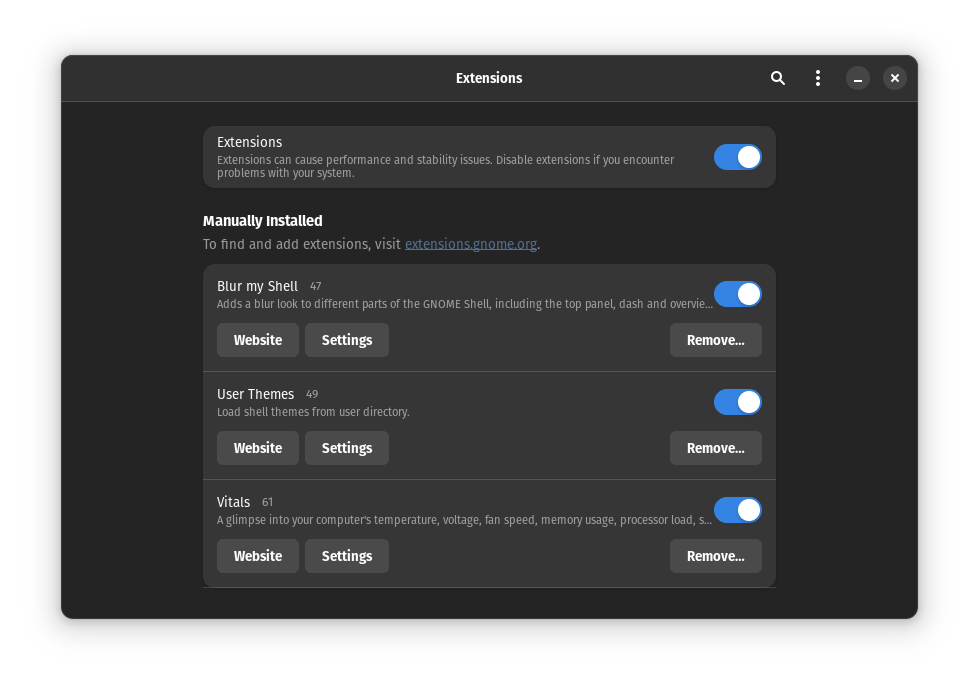 Extensions
Extensions
Extensions can cause performance and stability issues. Disable extensions if you encounter
problems with your system.
Manually Installed
To find and add extensions, visit extensions.gnome.org.
Blur my Shell 47
Adds a blur look to different parts of the GNOME Shell, including the top panel, dash and overvie...
Website Settings Remove...
User Themes 49
Load shell themes from user directory.
Website Settings Remove...
Vitals 61
A glimpse into your computer's temperature, voltage, fan speed, memory usage, processor load, s...
Website Settings Remove...